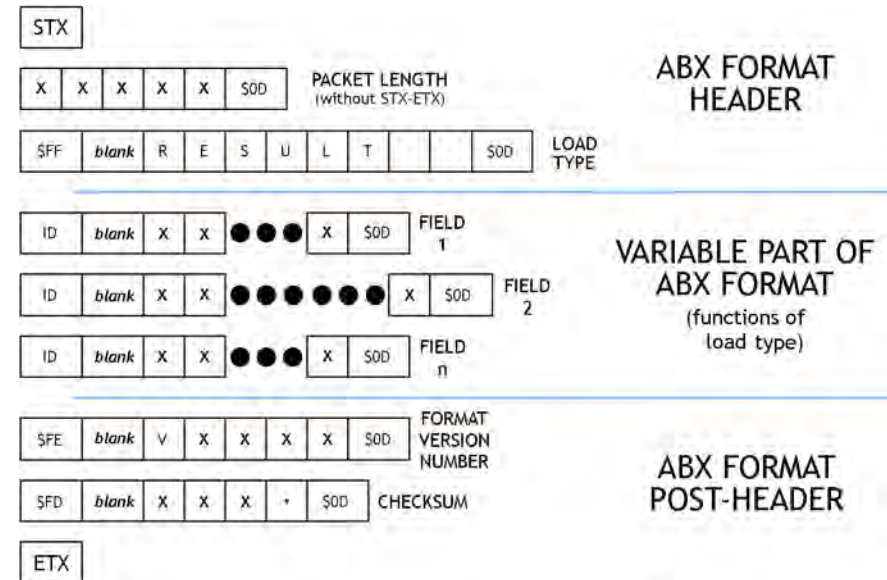 STX
ABX FORMAT
HEADER
X X X X X $0D
PACKET LENGTH
(without STX-ETX)
$FF blank R E S U L T $0D
LOAD
TYPE
ID blank X X X $0D
FIELD
1
VARIABLE PART OF
ABX FORMAT
(functions of
load type)
ID blank X X X $0D
FIELD
2
ID blank X X X $0D
FIELD
n
$FE blank V X X X X $0D
FORMAT
VERSION
NUMBER
ABX FORMAT
POST-HEADER
$FD blank X X X $0D
CHECKSUM
ETX